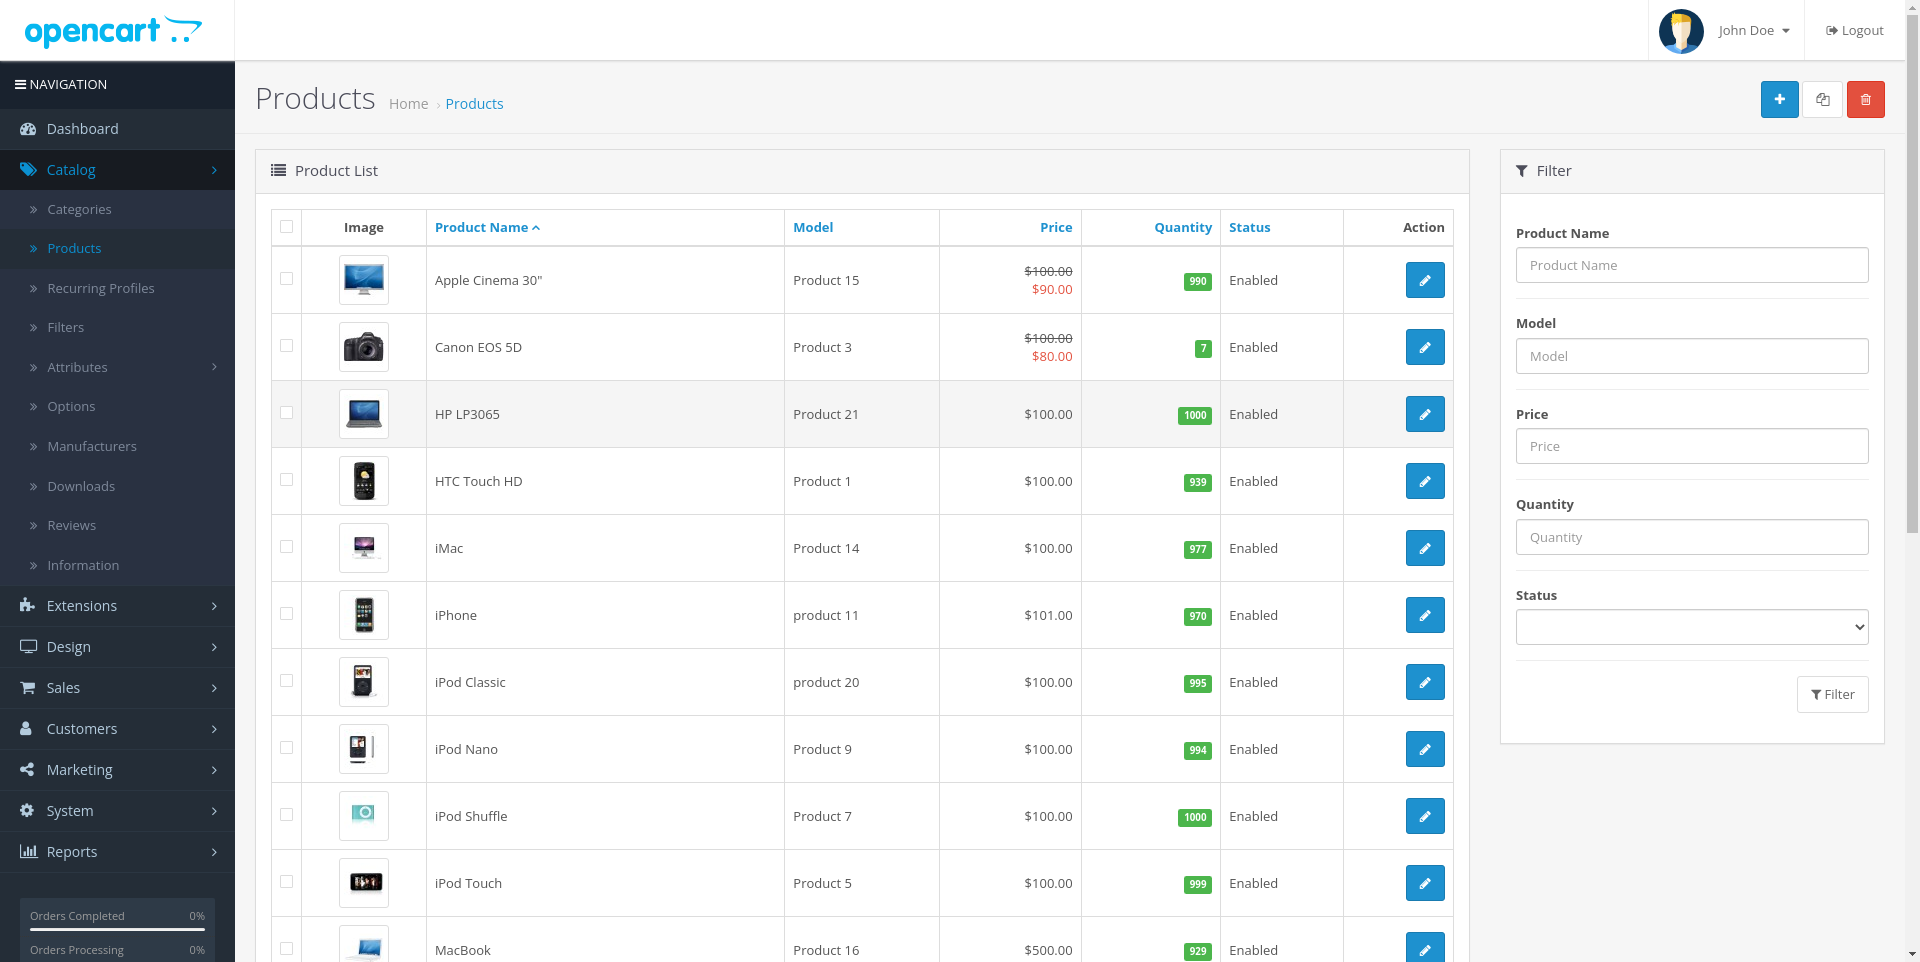 opencart
John Doe
Logout
NAVIGATION
Dashboard
Catalog
Categories
Products
Recurring Profiles
Filters
Attributes
Options
Manufacturers
Downloads
Reviews
Information
Extensions
Design
Sales
Customers
Marketing
System
Reports
Orders Completed 0%
Orders Processing 0%
Products
Home › Products
Product List
Image Product Name Model Price Quantity Status Action
Apple Cinema 30" Product 15 $100.00 $90.00 990 Enabled
Canon EOS 5D Product 3 $100.00 $80.00 7 Enabled
HP LP3065 Product 21 $100.00 1000 Enabled
HTC Touch HD Product 1 $100.00 939 Enabled
iMac Product 14 $100.00 977 Enabled
iPhone product 11 $101.00 970 Enabled
iPod Classic product 20 $100.00 995 Enabled
iPod Nano Product 9 $100.00 994 Enabled
iPod Shuffle Product 7 $100.00 1000 Enabled
iPod Touch Product 5 $100.00 999 Enabled
MacBook Product 16 $500.00 929 Enabled
Filter
Product Name
Product Name
Model
Model
Price
Price
Quantity
Quantity
Status
Filter